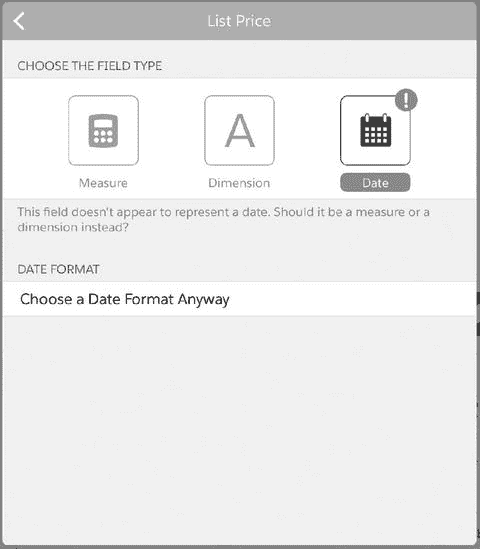 List Price
CHOOSE THE FIELD TYPE
A
!
Measure Dimension Date
This field doesn't appear to represent a date. Should it be a measure or a
dimension instead?
DATE FORMAT
Choose a Date Format Anyway